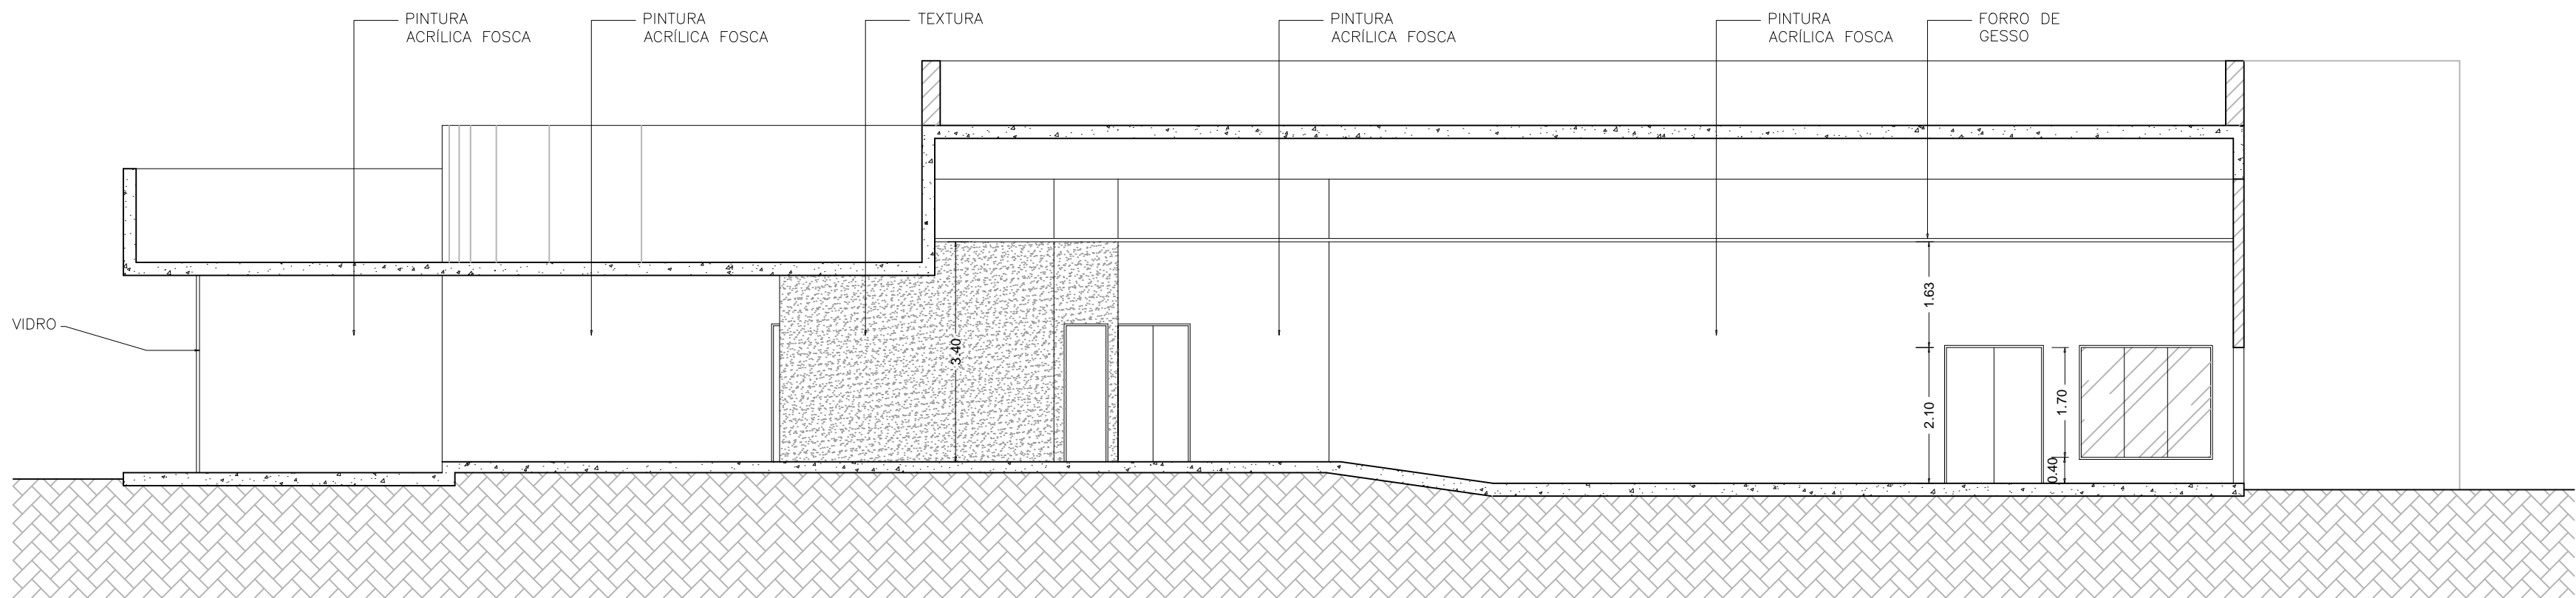 PINTURA
ACRÍLICA FOSCA
PINTURA
ACRÍLICA FOSCA
TEXTURA
PINTURA
ACRÍLICA FOSCA
PINTURA
ACRÍLICA FOSCA
FORRO DE
GESSO
VIDRO
3.40
1.63
2.10
1.70
0.40